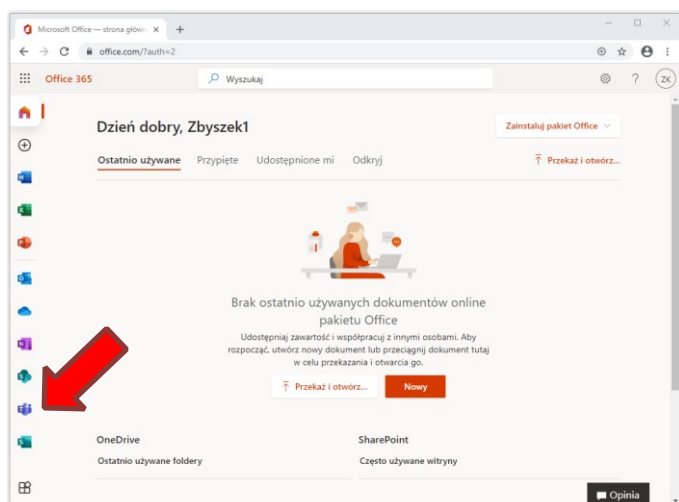 Microsoft Office — strona główn
office.com/?auth=2
Office 365
Wyszukaj
ZK
Dzień dobry, Zbyszek1
Zainstaluj pakiet Office
Ostatnio używane Przypięte Udostępnione mi Odkryj
Przekaż i otwórz...
Brak ostatnio używanych dokumentów online
pakietu Office
Udostępniaj zawartość i współpracuj z innymi osobami. Aby
rozpocząć, utwórz nowy dokument lub przeciągnij dokument tutaj
w celu przekazania i otwarcia go.
Przekaż i otwórz... Nowy
OneDrive SharePoint
Ostatnio używane foldery Często używane witryny
Opinia